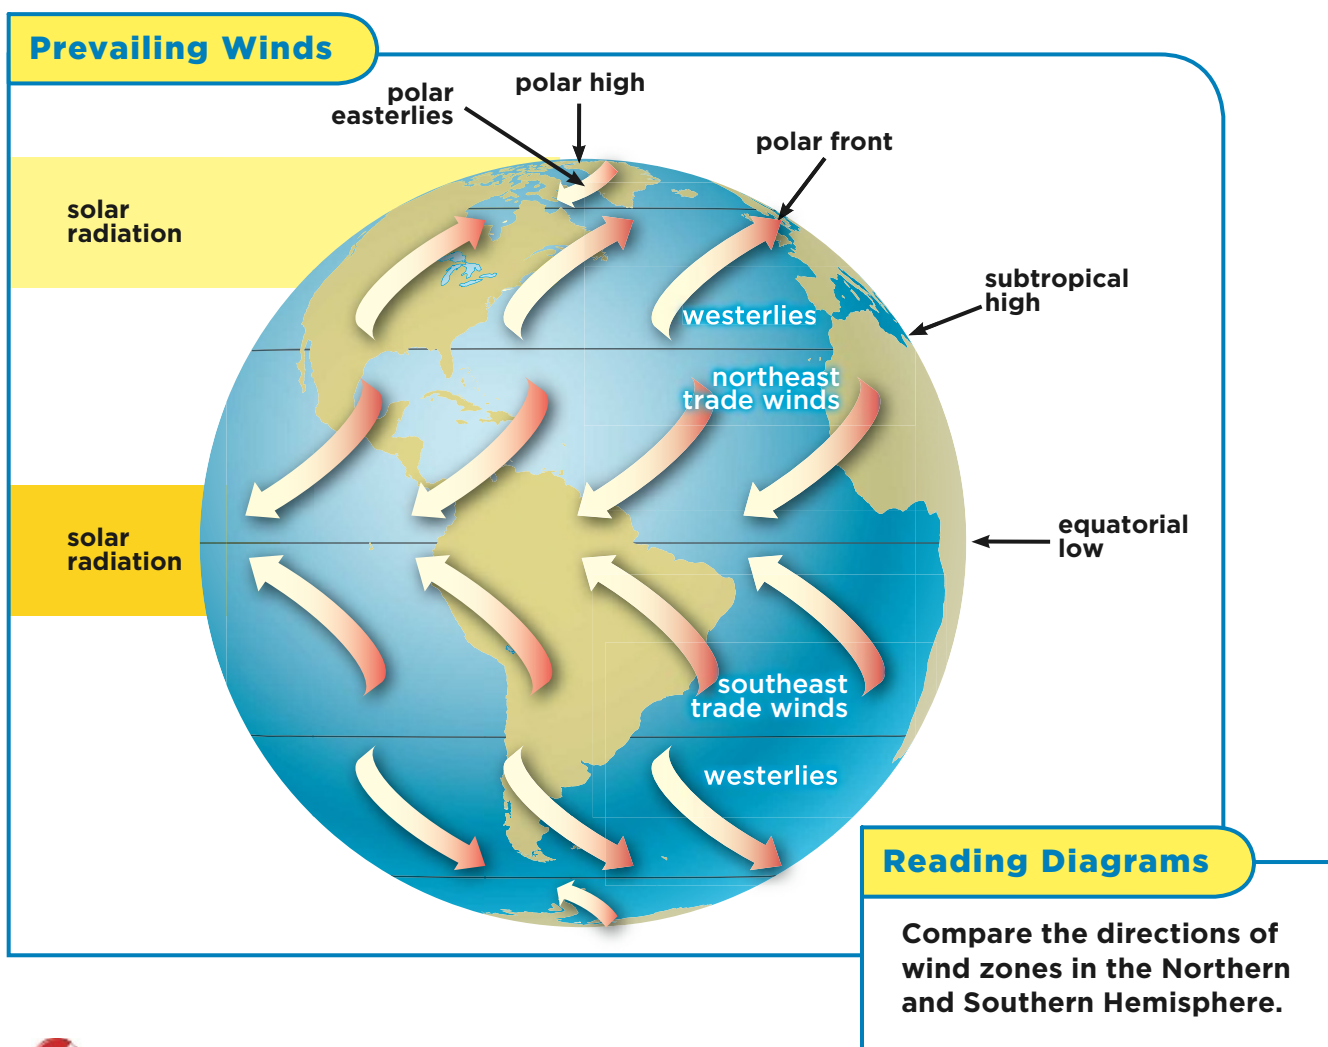 Prevailing Winds
polar
easterlies
polar high
polar front
solar
radiation
subtropical
high
westerlies
northeast
trade winds
solar
radiation
equatorial
low
southeast
trade winds
westerlies
Reading Diagrams
Compare the directions of
wind zones in the Northern
and Southern Hemisphere.